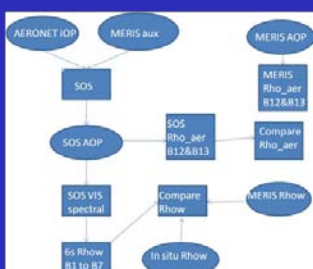 AERONET IOP
MERIS aux
MERIS AOP
SOS
MERIS
Rho_aer
B12&B13
SOS AOP
SOS
Rho_aer
B12&B13
Compare
Rho_aer
SOS VIS
spectral
Compare
Rhow
MERIS Rhow
6s Rhow
B1 to B7
In situ Rhow